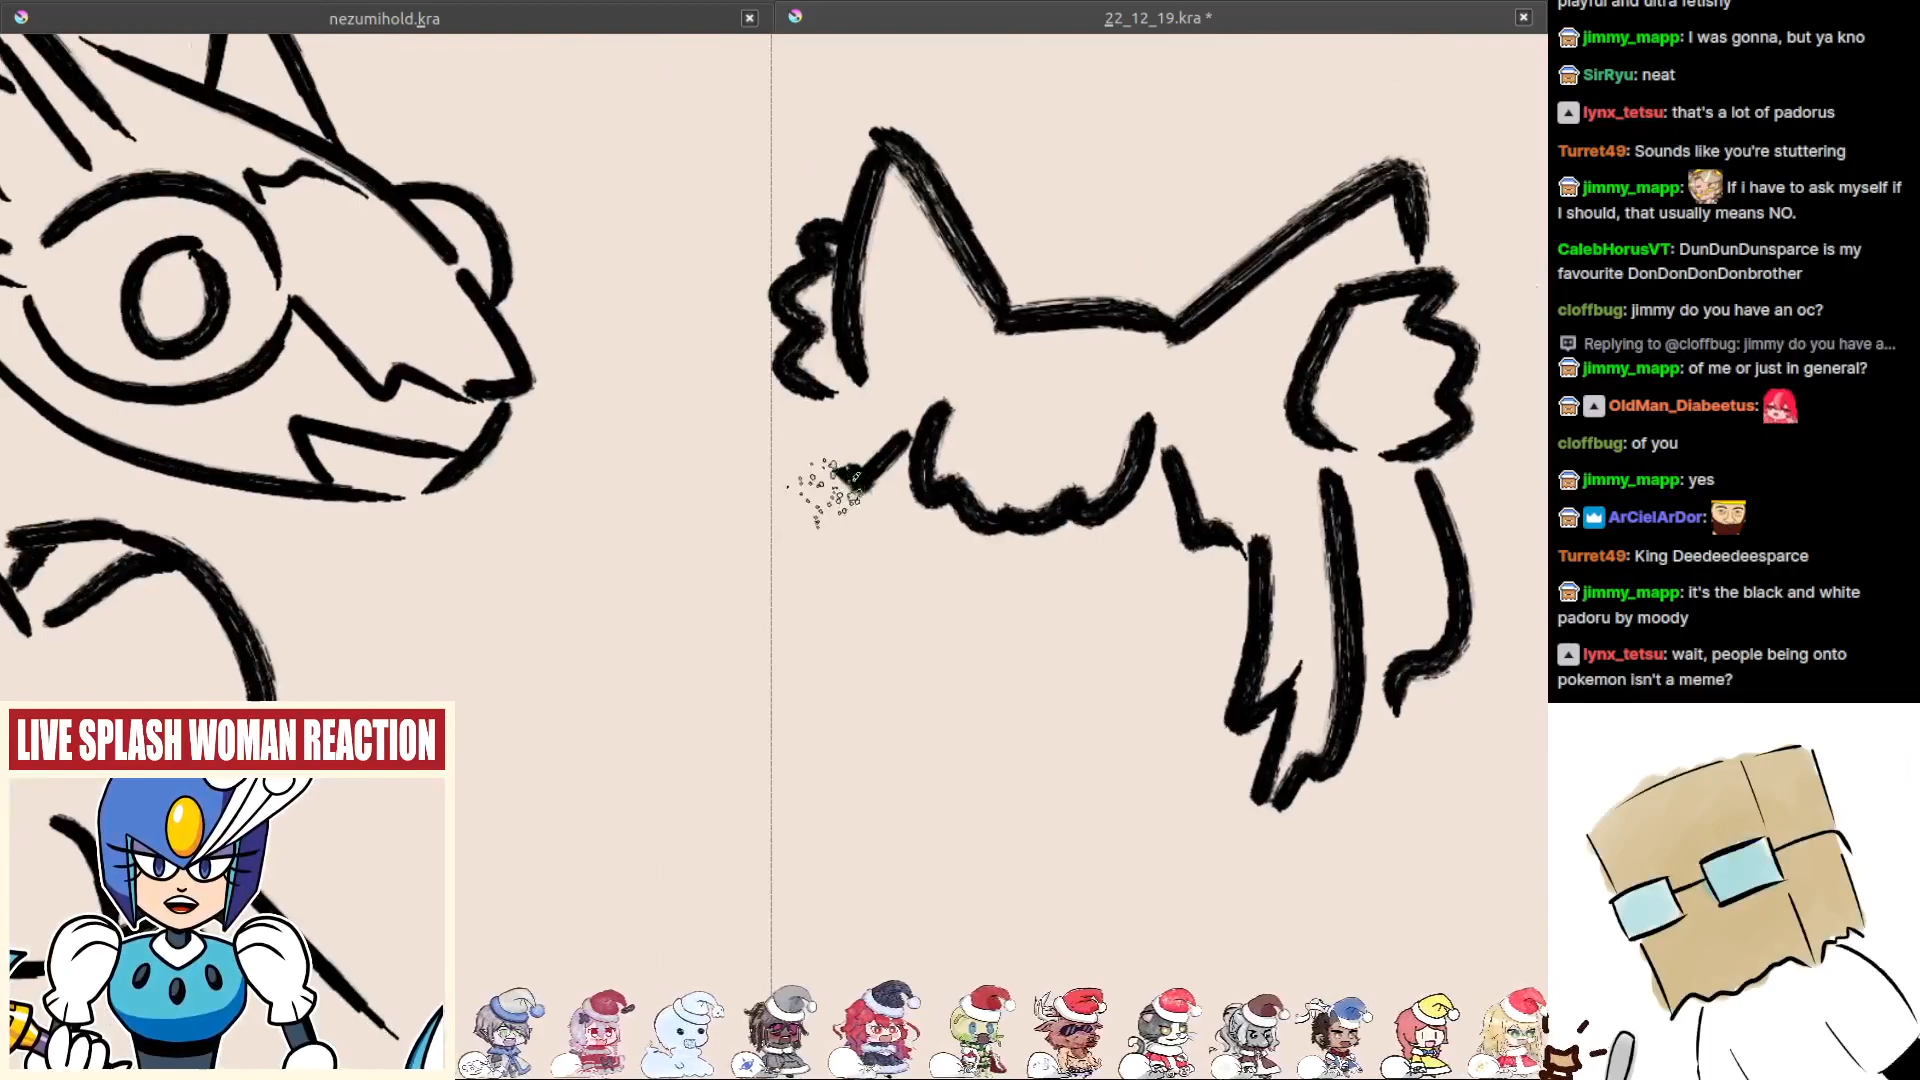 nezumihold.kra
22_12_19.kra *
playful and ultra fetishy
jimmy_mapp: I was gonna, but ya kno
SirRyu: neat
lynx_tetsu: that's a lot of padorus
Turret49: Sounds like you're stuttering
jimmy_mapp: If i have to ask myself if
I should, that usually means NO.
CalebHorusVT: DunDunDunsparce is my
favourite DonDonDonDonbrother
cloffbug: jimmy do you have an oc?
Replying to @cloffbug: jimmy do you have a...
jimmy_mapp: of me or just in general?
OldMan_Diabeetus:
cloffbug: of you
jimmy_mapp: yes
ArCielArDor:
Turret49: King Deedeedeesparce
jimmy_mapp: it's the black and white
padoru by moody
lynx_tetsu: wait, people being onto
pokemon isn't a meme?
LIVE SPLASH WOMAN REACTION